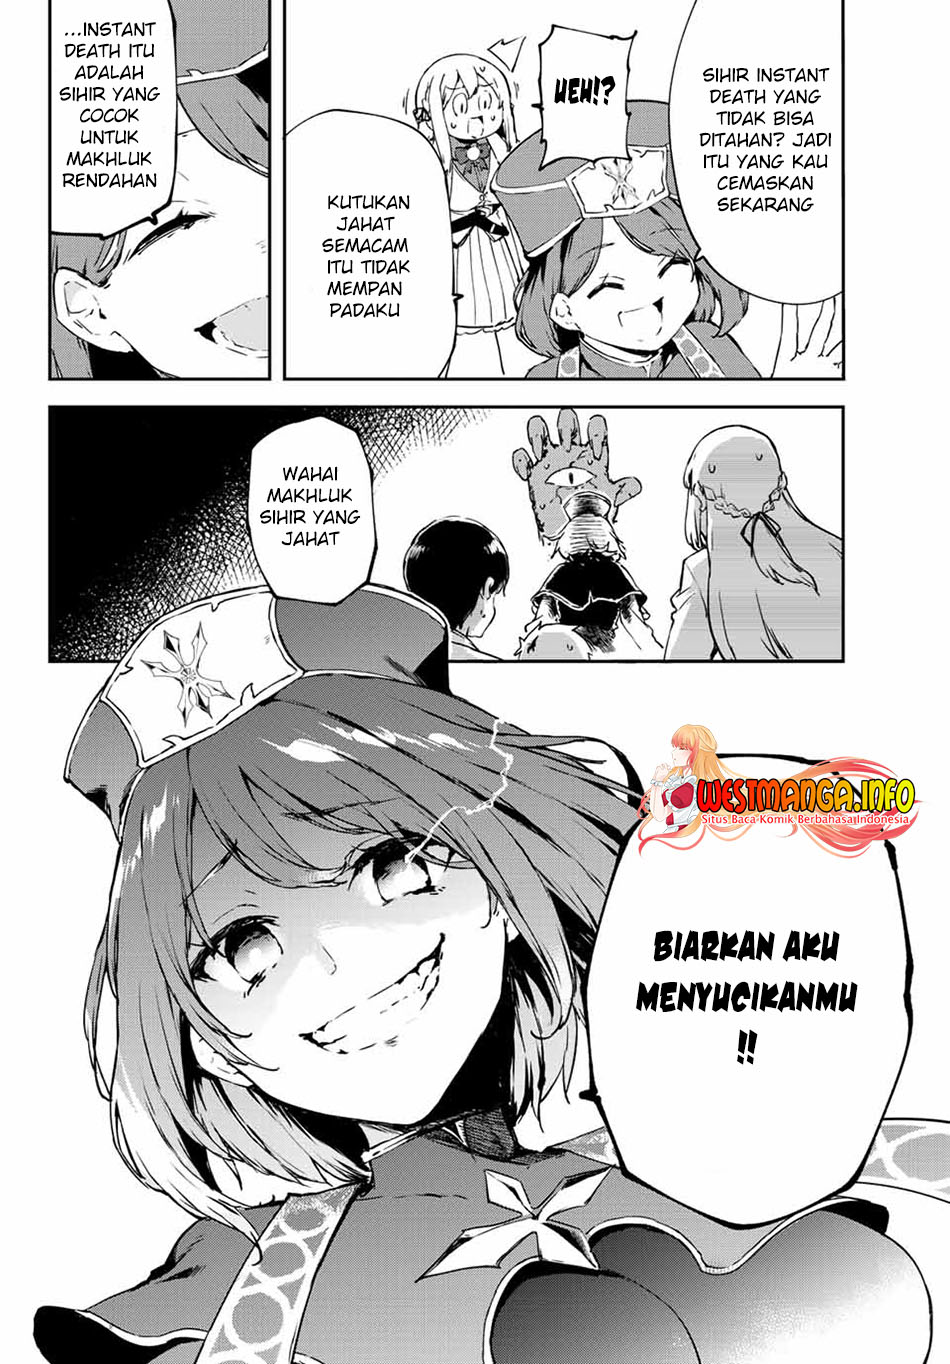 SIHIR INSTANT
DEATH YANG
TIDAK BISA
DITAHAN? JADI
ITU YANG KAU
CEMASKAN
SEKARANG
UEH!?
KUTUKAN
JAHAT
SEMACAM
ITU TIDAK
MEMPAN
PADAKU
...INSTANT
DEATH ITU
ADALAH
SIHIR YANG
COCOK
UNTUK
MAKHLUK
RENDAHAN
WAHAI
MAKHLUK
SIHIR YANG
JAHAT
WESTMANGA.INFO
Situs Baca Komik Berbahasa Indonesia
BIARKAN AKU
MENYUCIKANMU
!!